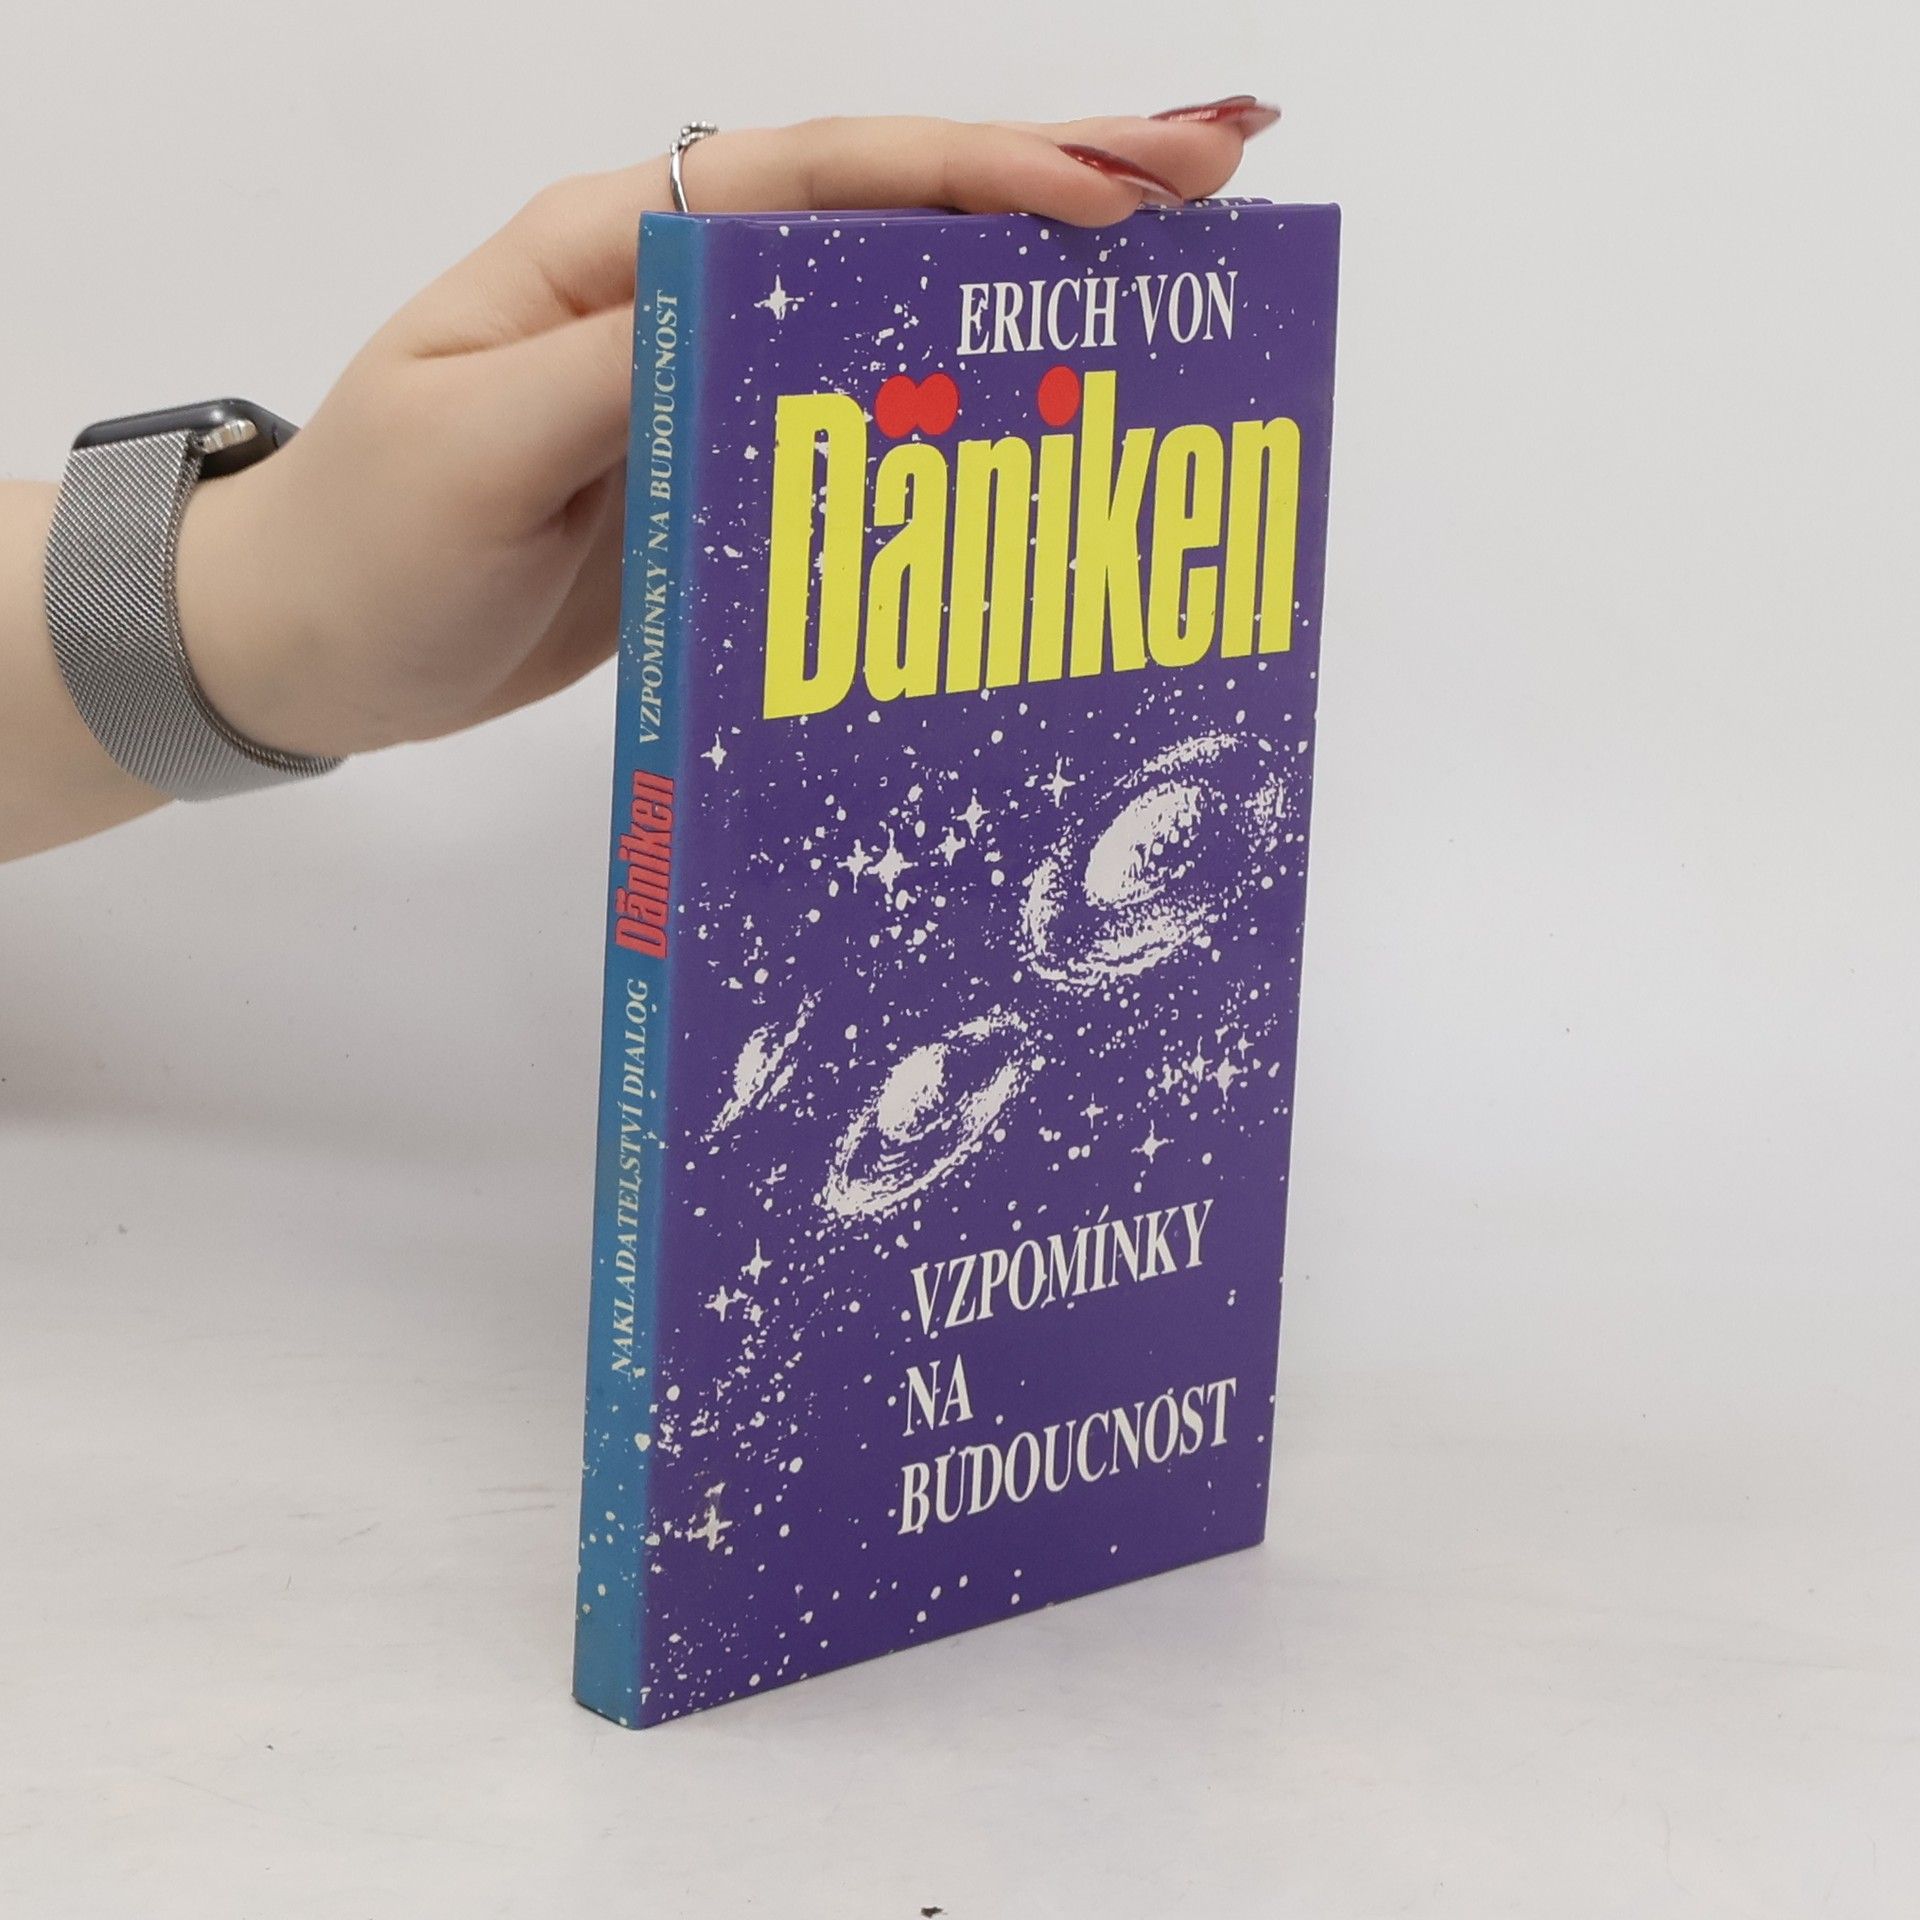 ERICH VON
Däniken
VZPOMÍNKY
NA
BUDOUCNOST
NAKLADATELSTVÍ DIALOG Däniken VZPOMÍNKY NA BUDOUCNOST